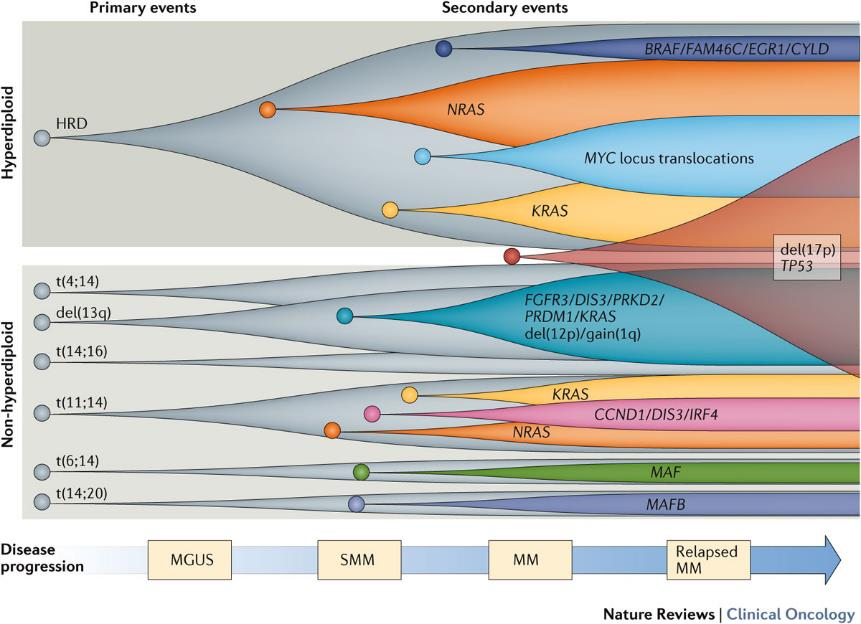 Primary events
Secondary events
Hyperdiploid
HRD
BRAF/FAM46C/EGR1/CYLD
NRAS
MYC locus translocations
KRAS
del(17p)
TP53
Non-hyperdiploid
t(4;14)
del(13q)
t(14;16)
t(11;14)
t(6;14)
t(14;20)
FGFR3/DIS3/PRKD2/
PRDM1/KRAS
del(12p)/gain(1q)
KRAS
CCND1/DIS3/IRF4
NRAS
MAF
MAFB
Disease
progression
MGUS
SMM
MM
Relapsed
MM
Nature Reviews | Clinical Oncology